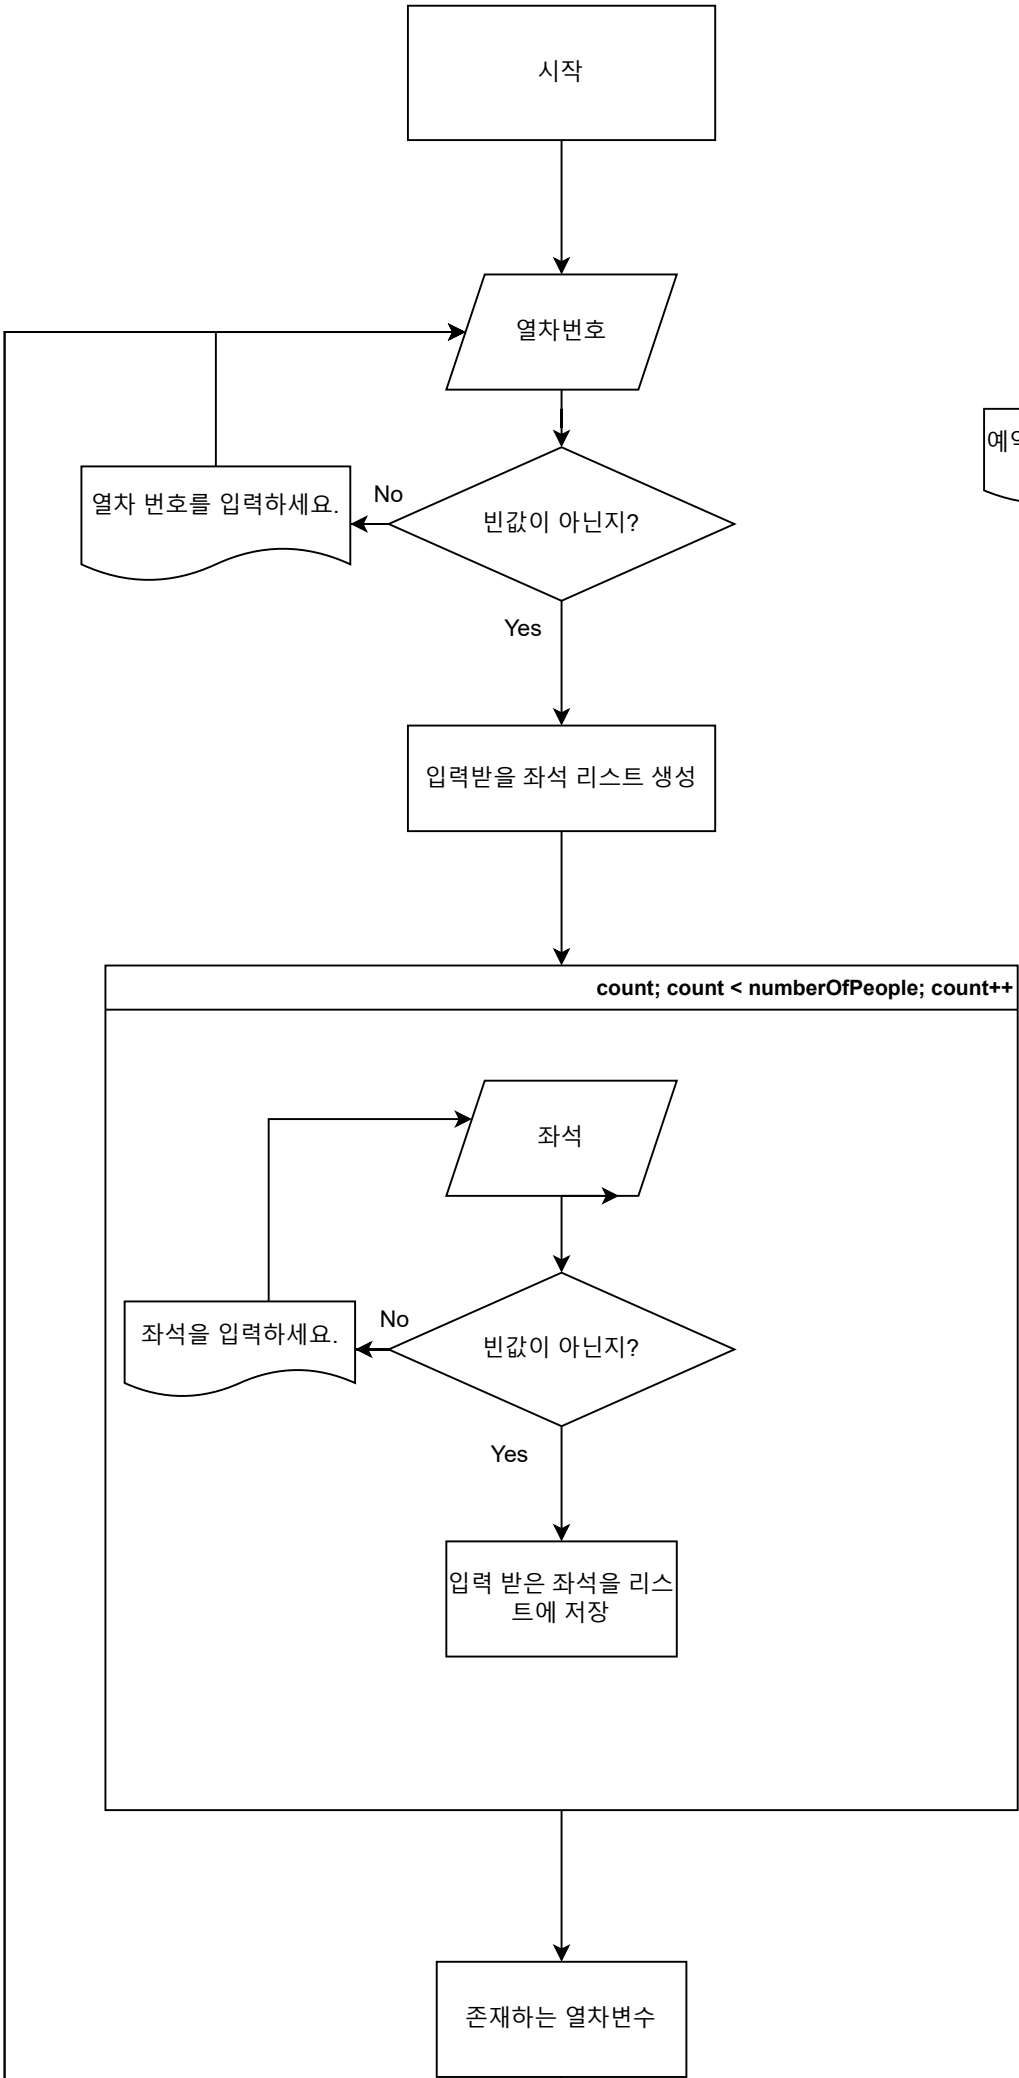 시작
열차번호
열차 번호를 입력하세요.
No
빈값이 아닌지?
Yes
입력받을 좌석 리스트 생성
count; count < numberOfPeople; count++
좌석
좌석을 입력하세요.
No
빈값이 아닌지?
Yes
입력 받은 좌석을 리스
트에 저장
존재하는 열차변수